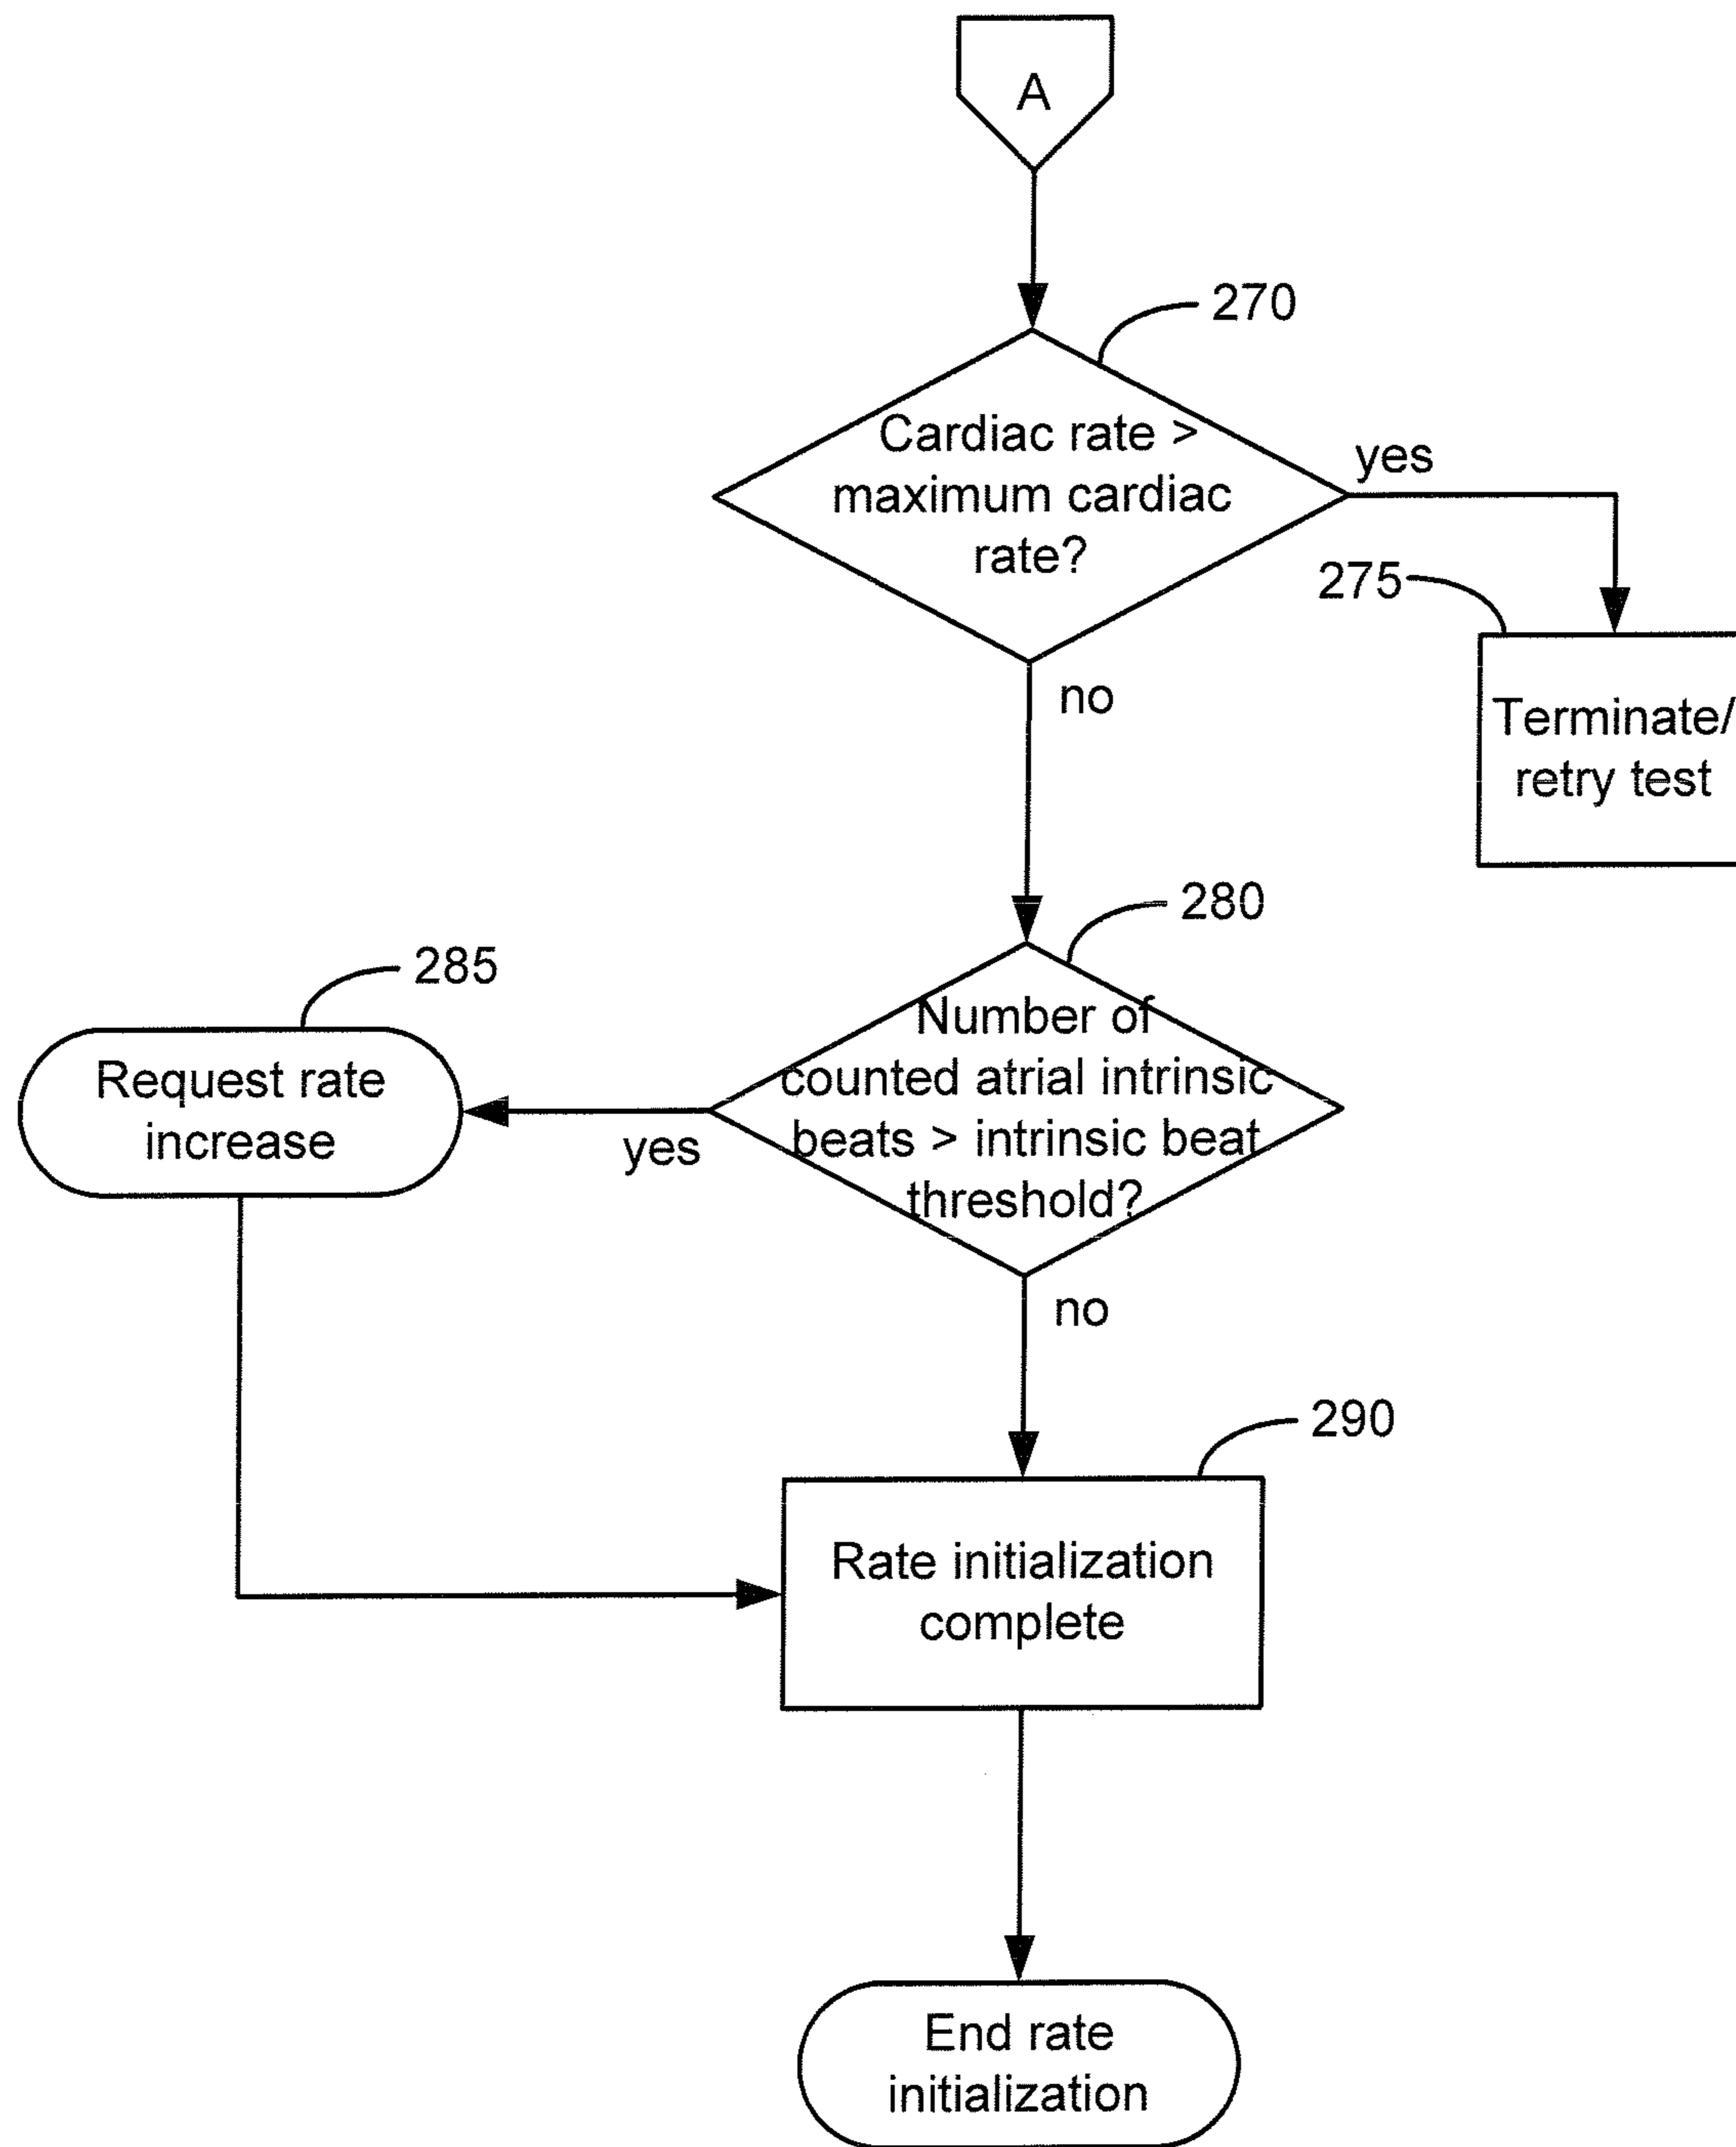 A
270
Cardiac rate >
maximum cardiac
rate?
yes
275
Terminate/
retry test
no
280
285
Number of
counted atrial intrinsic
beats > intrinsic beat
threshold?
Request rate
increase
yes
no
290
Rate initialization
complete
End rate
initialization